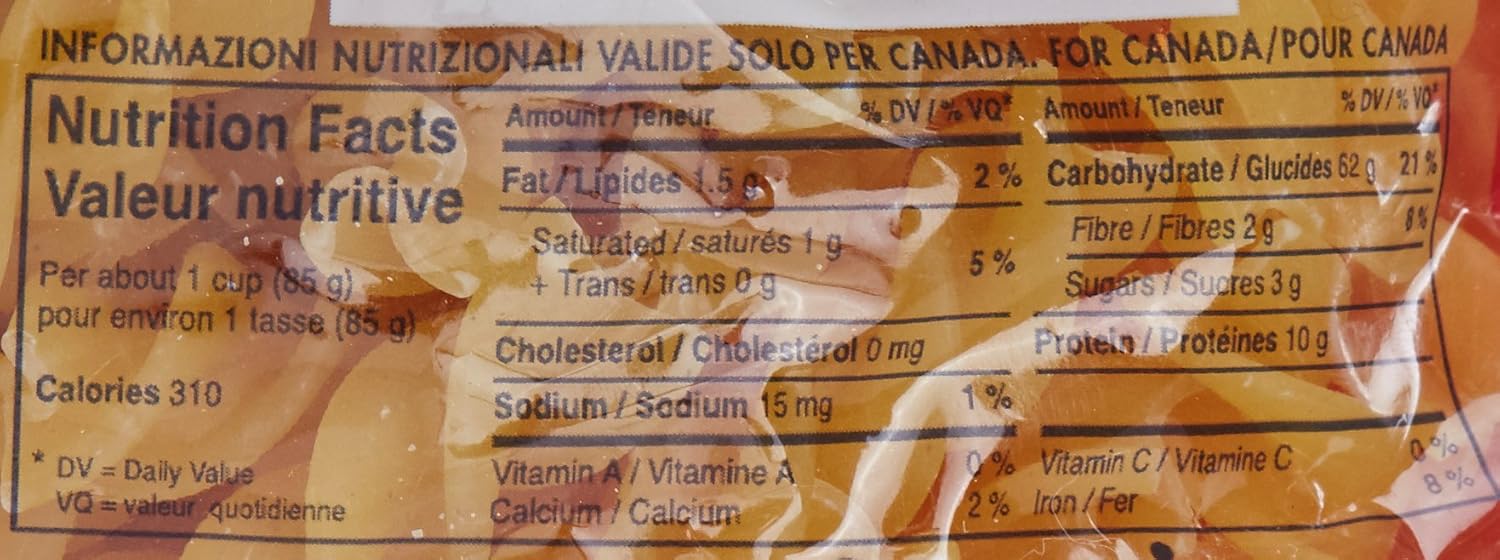 INFORMAZIONI NUTRIZIONALI VALIDE SOLO PER CANADA. FOR CANADA/POUR CANADA
Nutrition Facts
Valeur nutritive
Per about 1 cup (85 g)
pour environ 1 tasse (85 g)
Calories 310
* DV = Daily Value
VQ = valeur quotidienne
Amount / Teneur % DV / % VQ*
Fat / Lipides 1.5 g 2 %
Saturated / saturés 1 g
+ Trans / trans 0 g 5 %
Cholesterol / Cholestérol 0 mg
Sodium / Sodium 15 mg 1 %
Vitamin A / Vitamine A 0 %
Calcium / Calcium 2 %
Amount / Teneur % DV / % VQ*
Carbohydrate / Glucides 62 g 21 %
Fibre / Fibres 2 g 8 %
Sugars / Sucres 3 g
Protein / Protéines 10 g
Vitamin C / Vitamine C 0 %
Iron / Fer 8 %